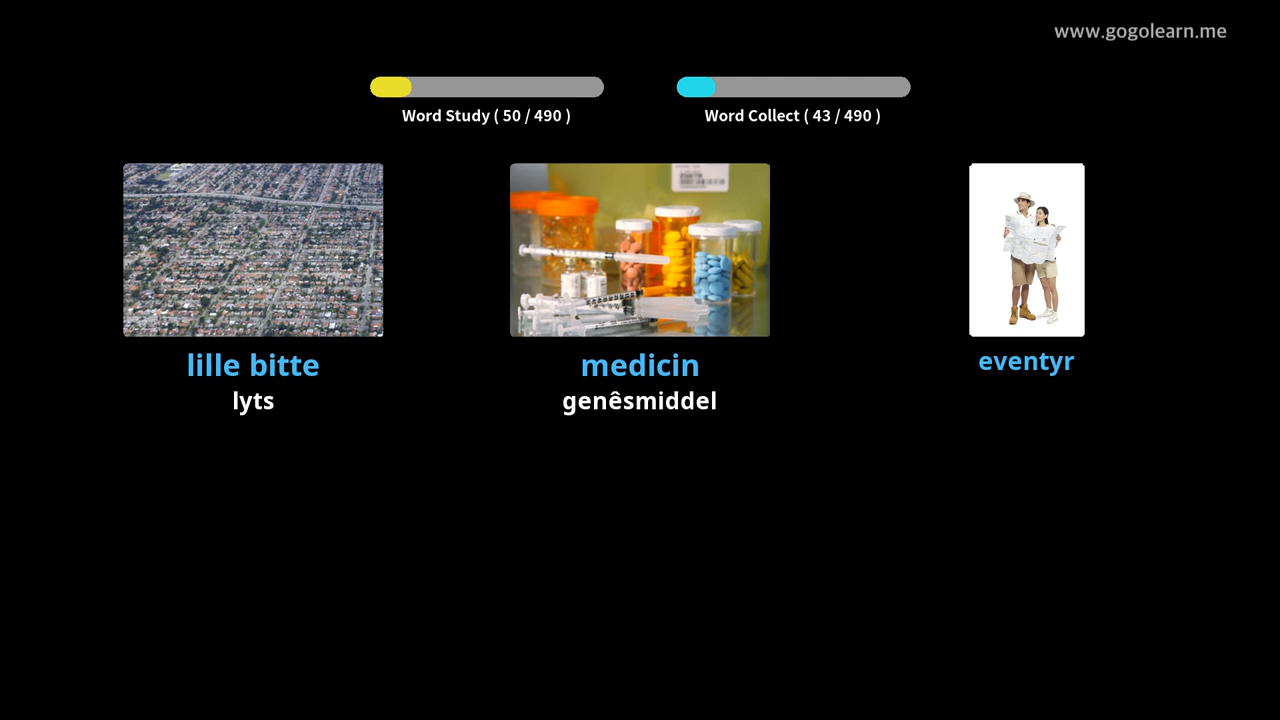 www.gogolearn.me
Word Study ( 50 / 490 )
Word Collect ( 43 / 490 )
lille bitte
lyts
medicin
genêsmiddel
eventyr